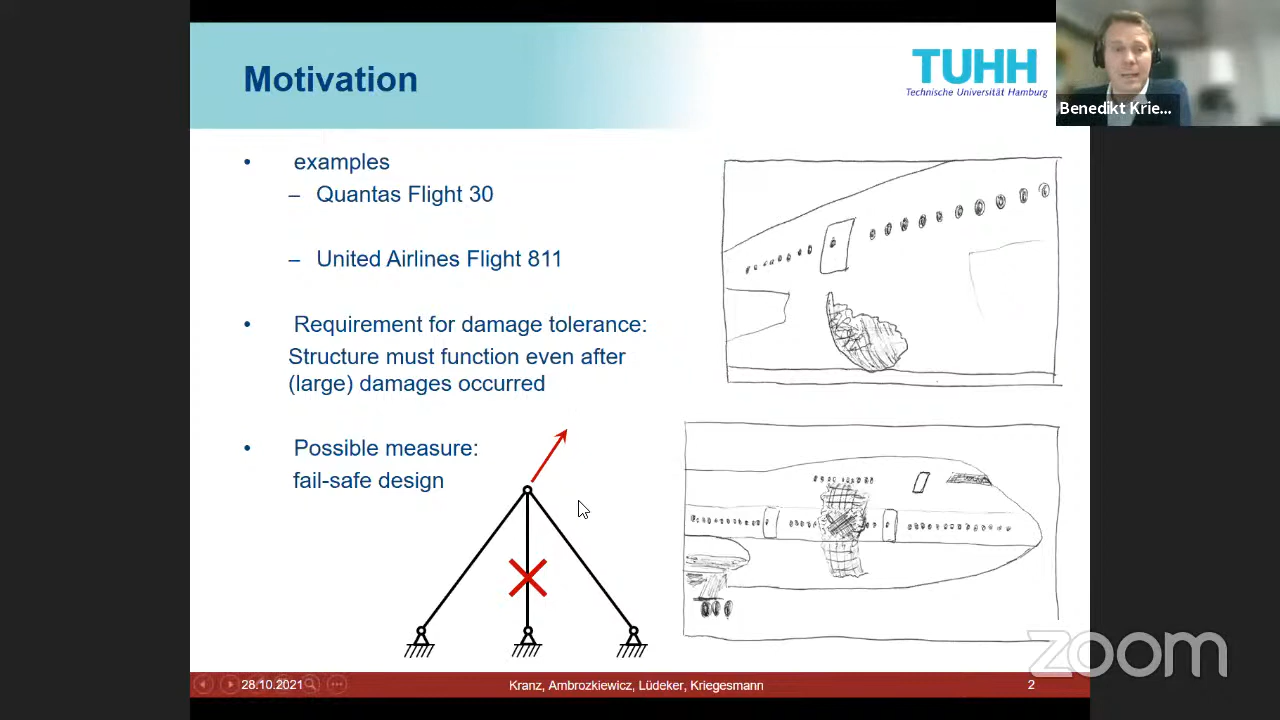 Motivation
TUHH
Technische Universität Hamburg
Benedikt Krie...
• examples
– Quantas Flight 30
– United Airlines Flight 811
• Requirement for damage tolerance:
Structure must function even after
(large) damages occurred
• Possible measure:
fail-safe design
zoom
28.10.2021
Kranz, Ambrozkiewicz, Lüdeker, Kriegesmann
2